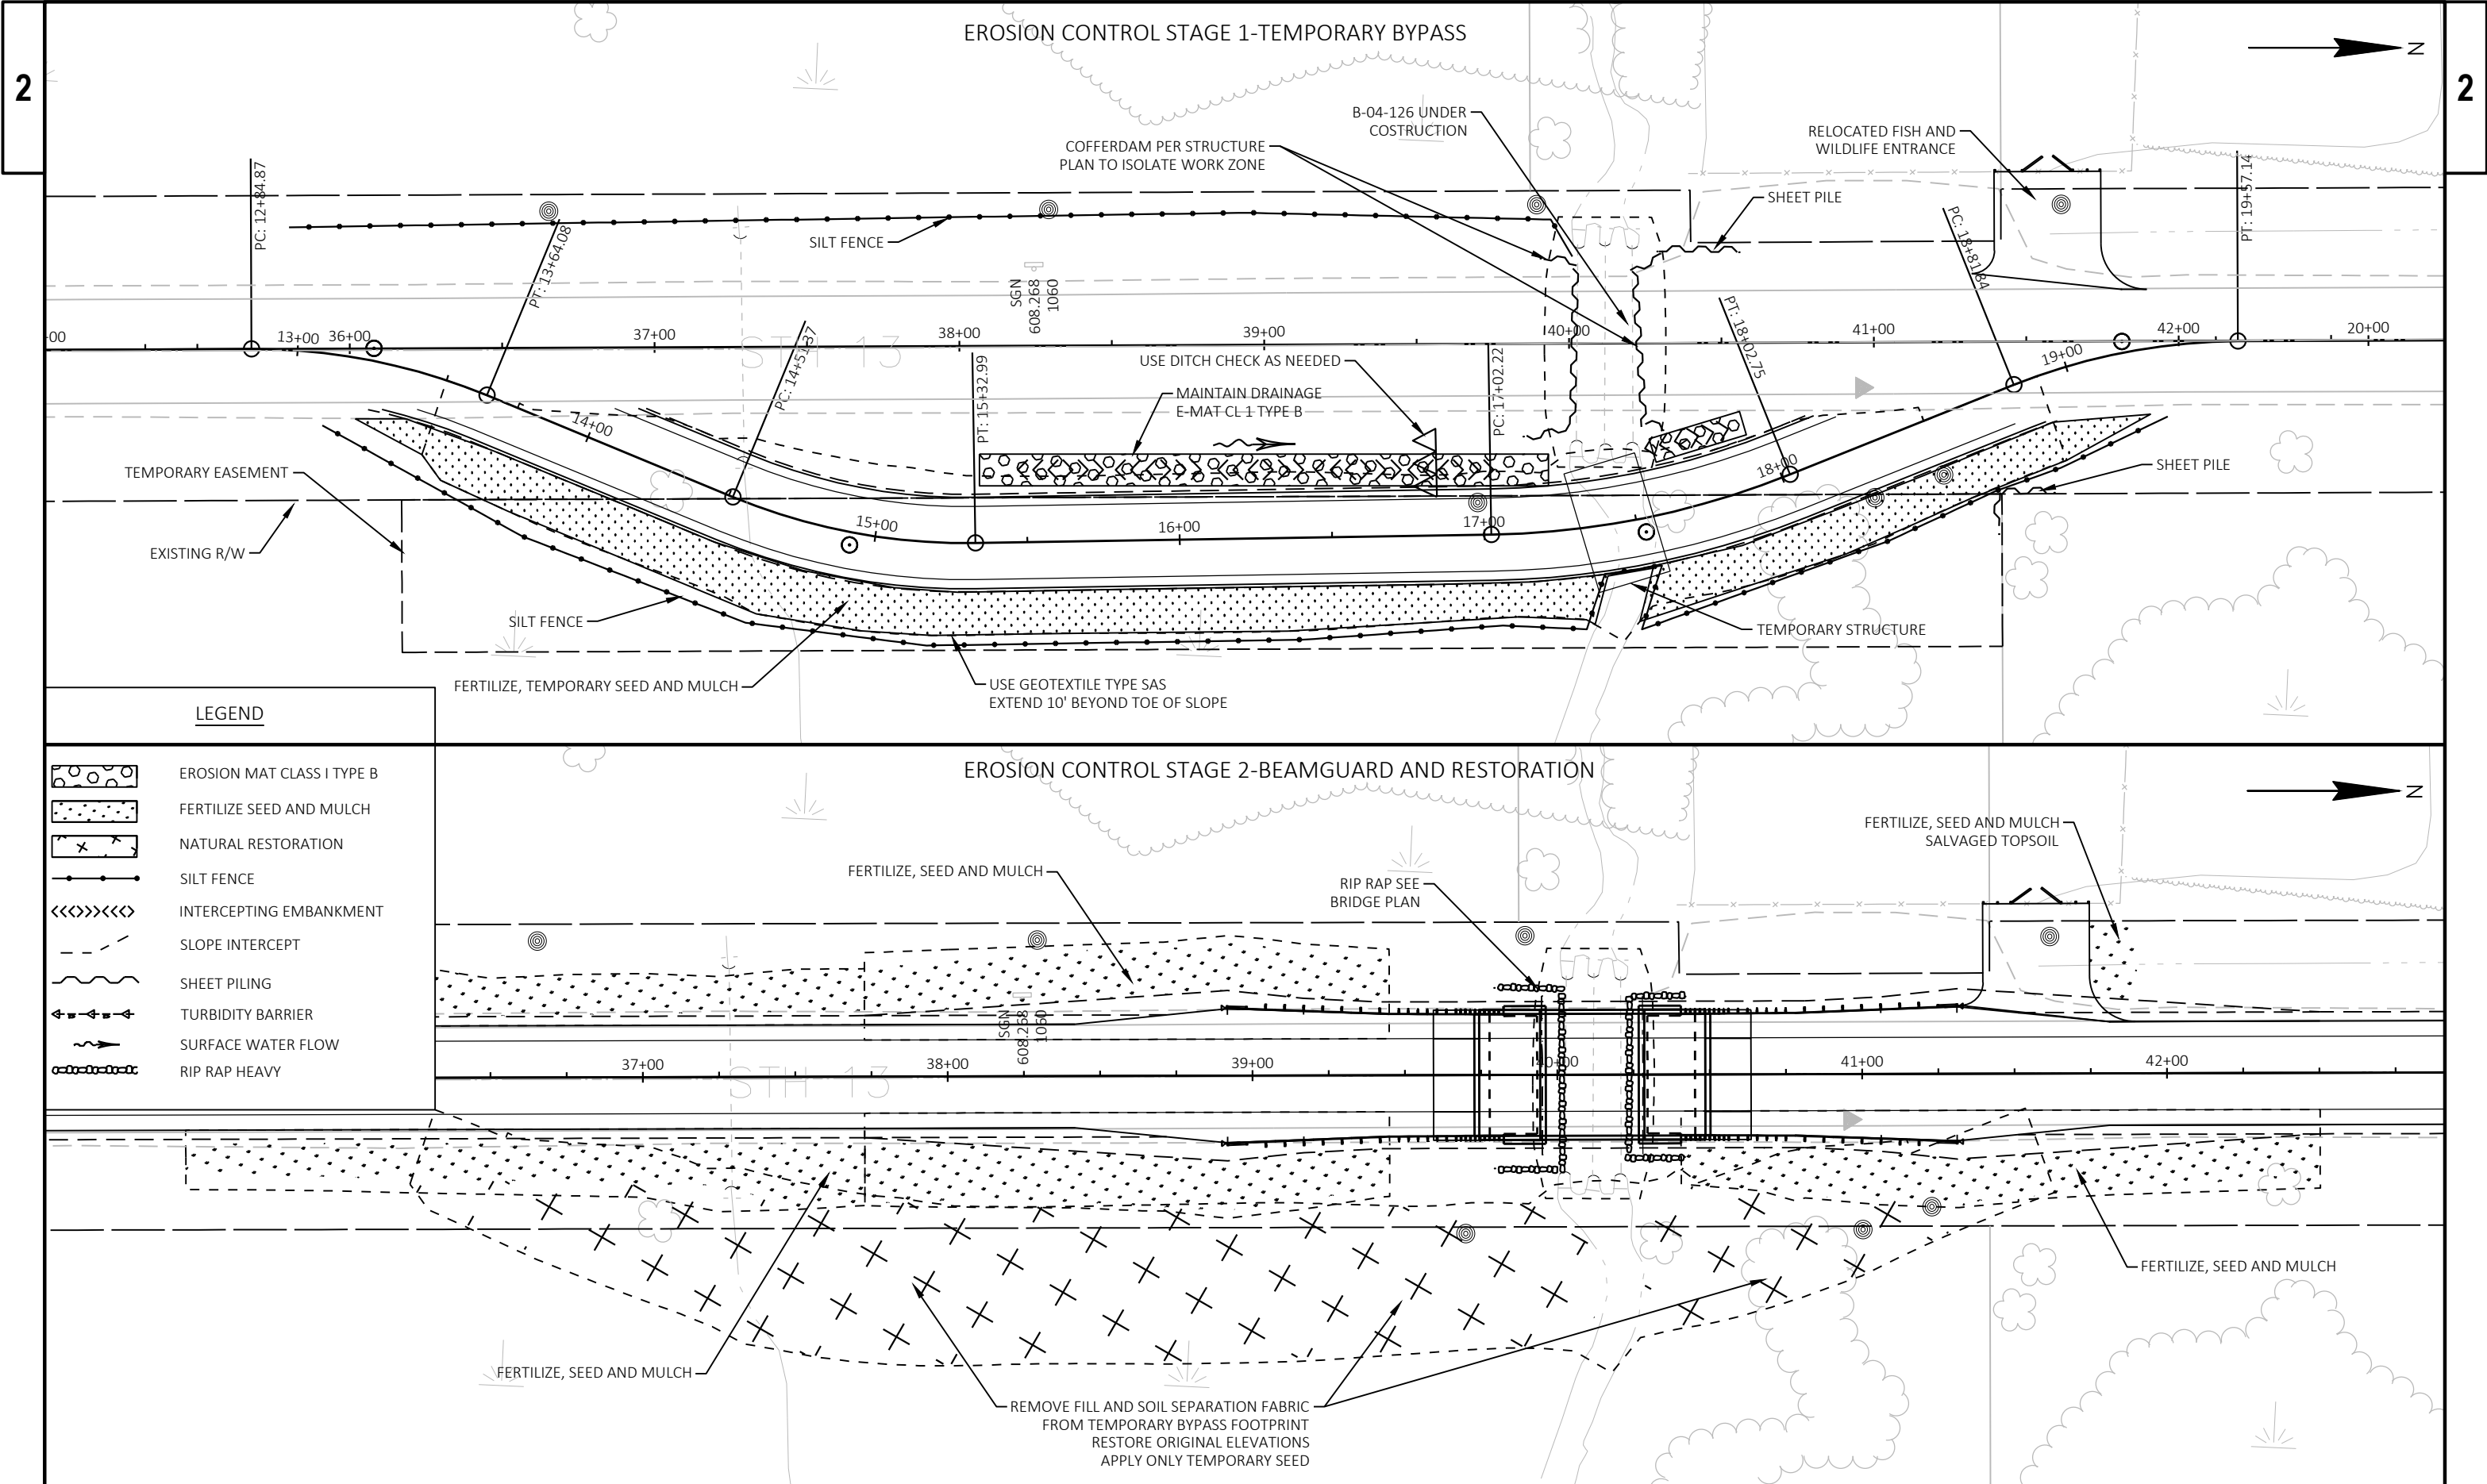 EROSION CONTROL STAGE 1-TEMPORARY BYPASS
N
2
2
B-04-126 UNDER
COSTRUCTION
COFFERDAM PER STRUCTURE
PLAN TO ISOLATE WORK ZONE
RELOCATED FISH AND
WILDLIFE ENTRANCE
SHEET PILE
PC: 12+84.87
PT: 13+64.08
SILT FENCE
SGN
608.268
1060
PC: 18+81.84
PT: 19+57.14
PT: 18+02.75
PC: 14+51.37
PT: 15+32.99
PC: 17+02.22
+00
13+00
36+00
37+00
38+00
39+00
40+00
41+00
42+00
20+00
19+00
STH 13
USE DITCH CHECK AS NEEDED
MAINTAIN DRAINAGE
E-MAT CL 1 TYPE B
14+00
15+00
16+00
17+00
18+00
TEMPORARY EASEMENT
EXISTING R/W
SHEET PILE
SILT FENCE
TEMPORARY STRUCTURE
FERTILIZE, TEMPORARY SEED AND MULCH
USE GEOTEXTILE TYPE SAS
EXTEND 10' BEYOND TOE OF SLOPE
LEGEND
EROSION MAT CLASS I TYPE B
FERTILIZE SEED AND MULCH
NATURAL RESTORATION
SILT FENCE
INTERCEPTING EMBANKMENT
SLOPE INTERCEPT
SHEET PILING
TURBIDITY BARRIER
SURFACE WATER FLOW
RIP RAP HEAVY
EROSION CONTROL STAGE 2-BEAMGUARD AND RESTORATION
N
FERTILIZE, SEED AND MULCH
SALVAGED TOPSOIL
FERTILIZE, SEED AND MULCH
RIP RAP SEE
BRIDGE PLAN
SGN
608.268
1060
37+00
38+00
39+00
40+00
41+00
42+00
STH 13
FERTILIZE, SEED AND MULCH
FERTILIZE, SEED AND MULCH
REMOVE FILL AND SOIL SEPARATION FABRIC
FROM TEMPORARY BYPASS FOOTPRINT
RESTORE ORIGINAL ELEVATIONS
APPLY ONLY TEMPORARY SEED